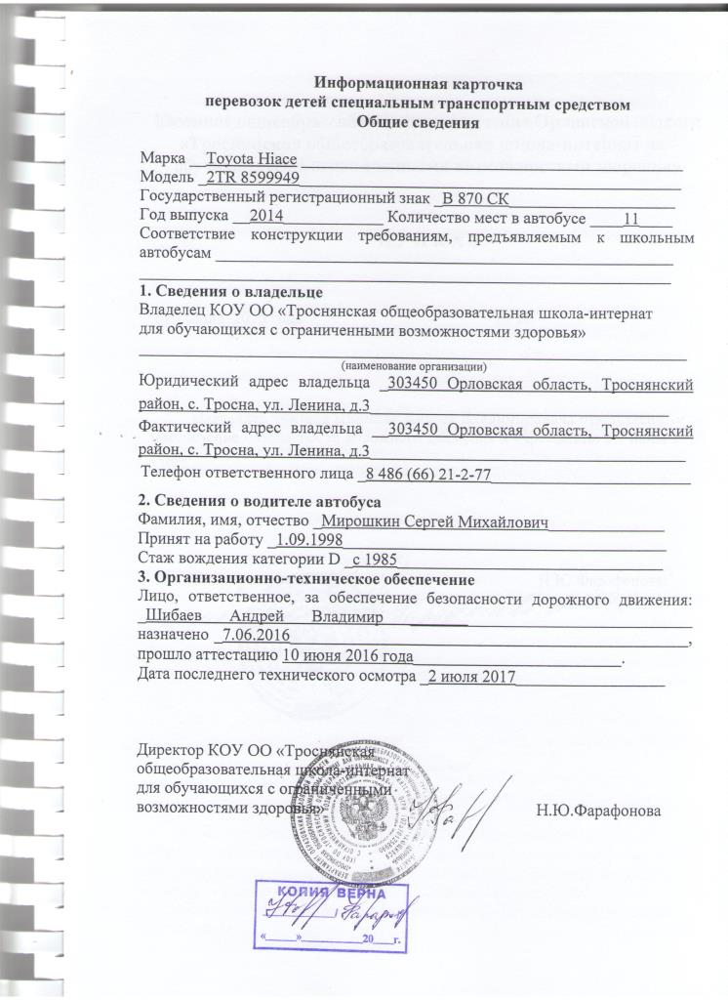 Информационная карточка
перевозок детей специальным транспортным средством
Общие сведения
Марка Toyota Hiace
Модель 2TR 8599949
Государственный регистрационный знак В 870 СК
Год выпуска 2014 Количество мест в автобусе 11
Соответствие конструкции требованиям, предъявляемым к школьным
автобусам
1. Сведения о владельце
Владелец КОУ ОО «Троснянская общеобразовательная школа-интернат
для обучающихся с ограниченными возможностями здоровья»
(наименование организации)
Юридический адрес владельца 303450 Орловская область, Троснянский
район, с. Тросна, ул. Ленина, д.3
Фактический адрес владельца 303450 Орловская область, Троснянский
район, с. Тросна, ул. Ленина, д.3
Телефон ответственного лица 8 486 (66) 21-2-77
2. Сведения о водителе автобуса
Фамилия, имя, отчество Мирошкин Сергей Михайлович
Принят на работу 1.09.1998
Стаж вождения категории D с 1985
3. Организационно-техническое обеспечение
Лицо, ответственное, за обеспечение безопасности дорожного движения:
Шибаев Андрей Владимир
назначено 7.06.2016,
прошло аттестацию 10 июня 2016 года.
Дата последнего технического осмотра 2 июля 2017
Директор КОУ ОО «Троснянская
общеобразовательная школа-интернат
для обучающихся с ограниченными
возможностями здоровья» Н.Ю.Фарафонова
КОПИЯ ВЕРНА
«_____»__________20___г.